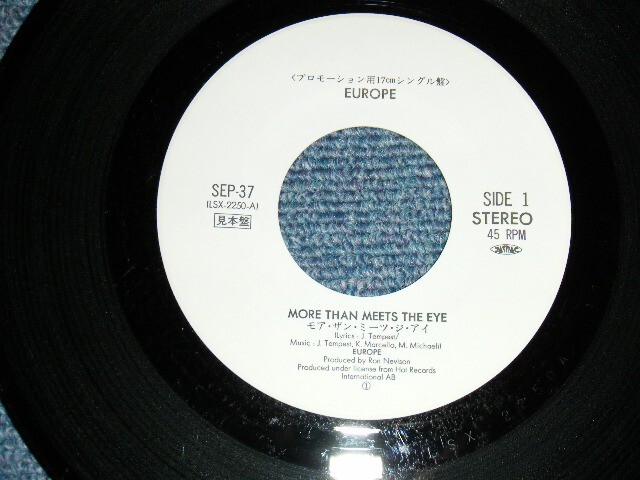 <プロモーション用17cmシングル盤>
EUROPE
SEP-37
(LSX-2250-A)
見本盤
SIDE 1
STEREO
45 RPM
MORE THAN MEETS THE EYE
モア・ザン・ミーツ・ジ・アイ
(Lyrics : J. Tempest/
Music : J. Tempest, K. Marcello, M. Michaeli)
EUROPE
Produced by Ron Nevison
Produced under license from Hot Records
International AB
①